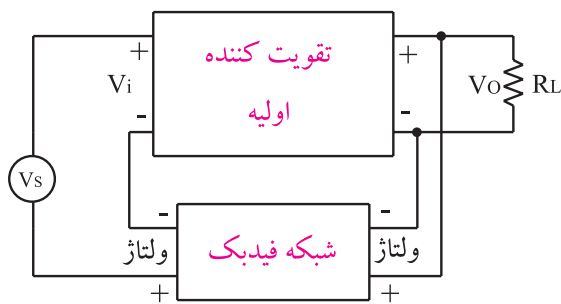 تقویت کننده
اولیه
+
+
Vi
VO
RL
-
-
VS
-
-
شبکه فیدبک
ولتاژ
ولتاژ
+
+